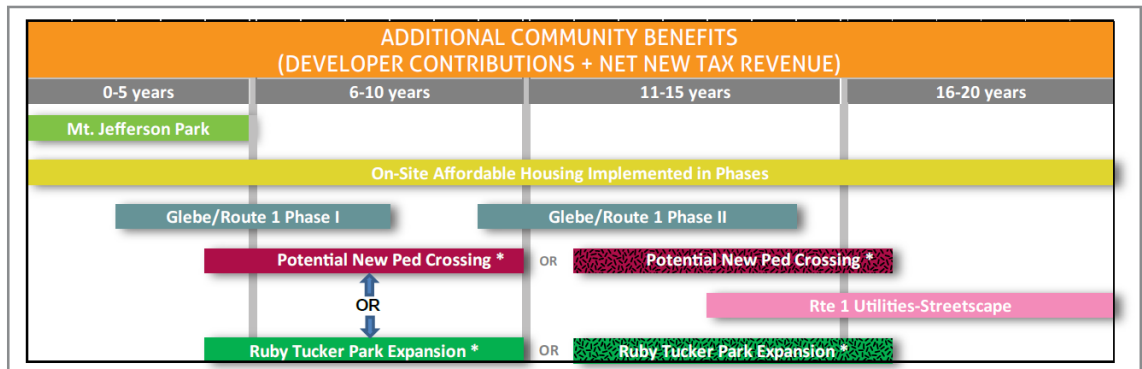 ADDITIONAL COMMUNITY BENEFITS
(DEVELOPER CONTRIBUTIONS + NET NEW TAX REVENUE)
0-5 years
6-10 years
11-15 years
16-20 years
Mt. Jefferson Park
On-Site Affordable Housing Implemented in Phases
Glebe/Route 1 Phase I
Glebe/Route 1 Phase II
Potential New Ped Crossing *
OR
Potential New Ped Crossing *
OR
Rte 1 Utilities-Streetscape
Ruby Tucker Park Expansion *
OR
Ruby Tucker Park Expansion *